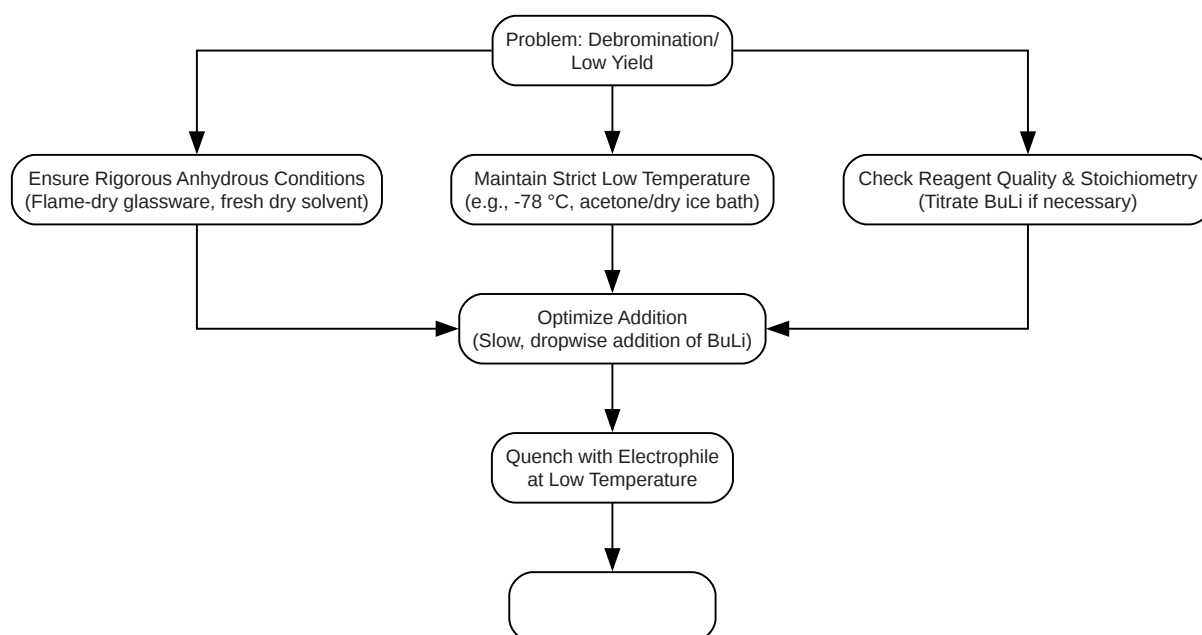 Problem: Debromination/
Low Yield
Ensure Rigorous Anhydrous Conditions
(Flame-dry glassware, fresh dry solvent)
Maintain Strict Low Temperature
(e.g., -78 °C, acetone/dry ice bath)
Check Reagent Quality & Stoichiometry
(Titrate BuLi if necessary)
Optimize Addition
(Slow, dropwise addition of BuLi)
Quench with Electrophile
at Low Temperature